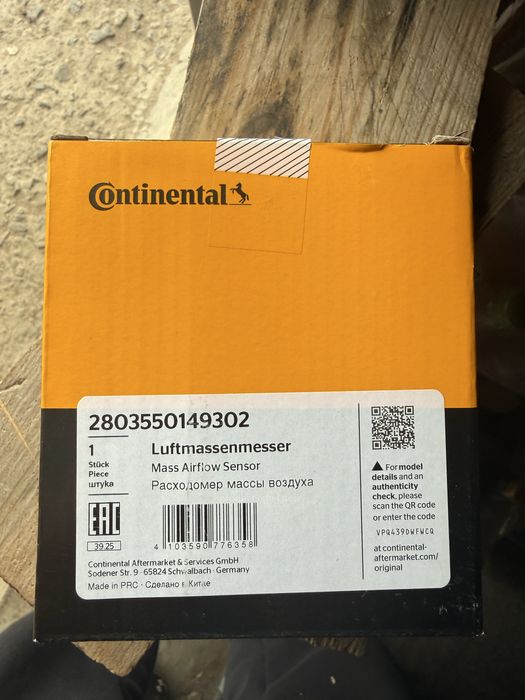 Continental
2803550149302
1
Stück
Piece
штука
Luftmassenmesser
Mass Airflow Sensor
Расходомер массы воздуха
EAC
39.25
4 103590 776358
Continental Aftermarket & Services GmbH
Sodener Str. 9 · 65824 Schwalbach · Germany
Made in PRC · Сделано в Китае
▲ For model
details and an
authenticity
check, please
scan the QR code
or enter the code
VPQ439DWFWCQ
at continental-
aftermarket.com/
original